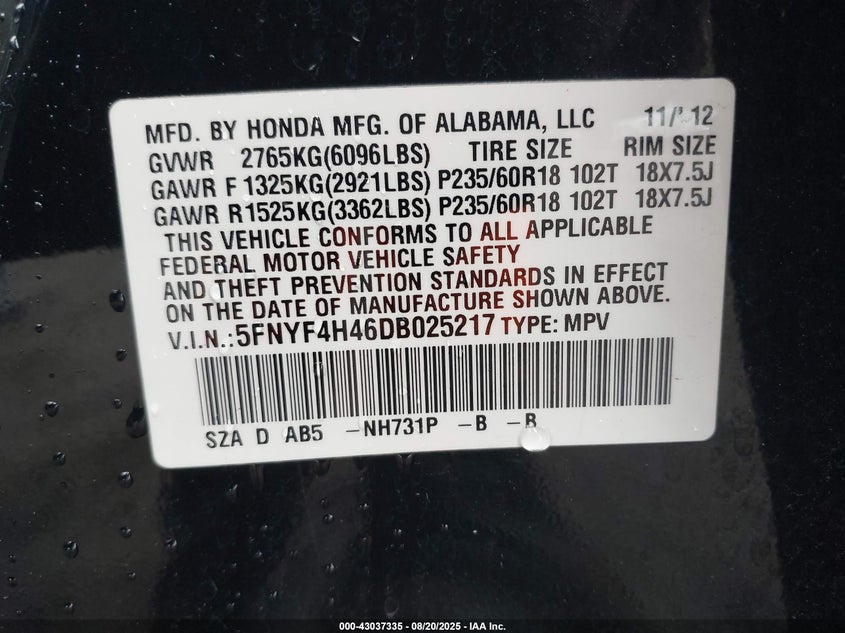 MFD. BY HONDA MFG. OF ALABAMA, LLC 11/'12
GVWR 2765KG(6096LBS) TIRE SIZE RIM SIZE
GAWR F 1325KG(2921LBS) P235/60R18 102T 18X7.5J
GAWR R1525KG(3362LBS) P235/60R18 102T 18X7.5J
THIS VEHICLE CONFORMS TO ALL APPLICABLE
FEDERAL MOTOR VEHICLE SAFETY
AND THEFT PREVENTION STANDARDS IN EFFECT
ON THE DATE OF MANUFACTURE SHOWN ABOVE.
V.I.N.:5FNYF4H46DB025217 TYPE: MPV
SZA D AB5 -NH731P -B -B
000-43037335 - 08/20/2025 - IAA Inc.